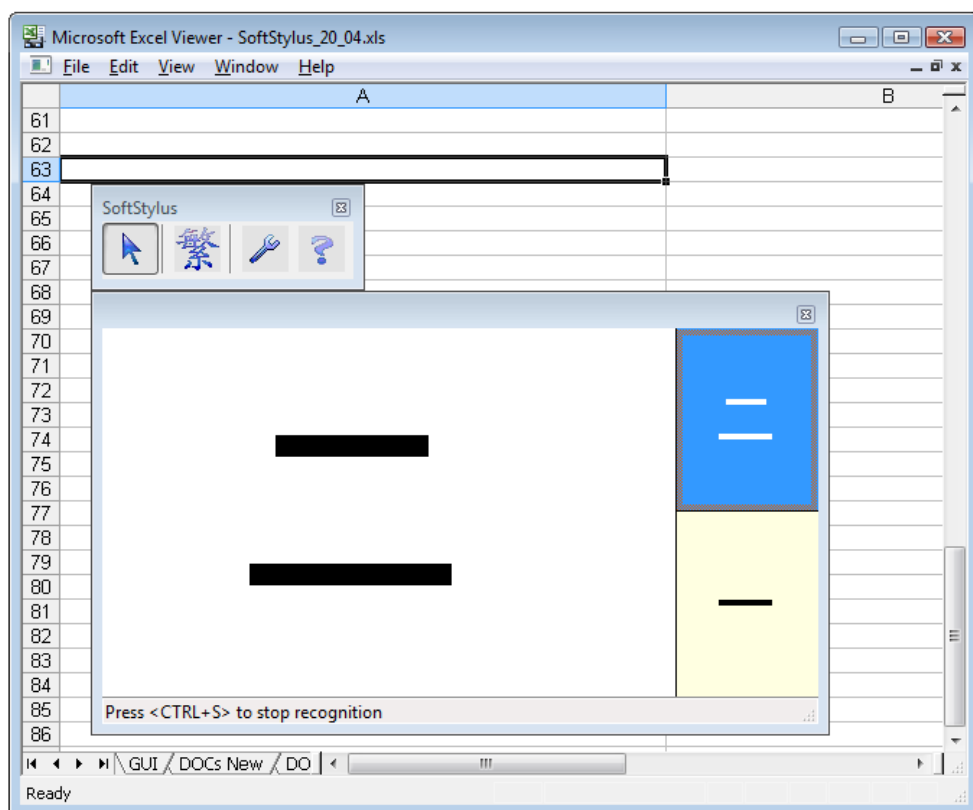 Microsoft Excel Viewer - SoftStylus_20_04.xls
File Edit View Window Help
A B
61
62
63
64
SoftStylus
65
66
繁 ?
67
68
69
70
71
72
二
73
74
75
76
77
78
79
二
80
一
81
82
83
84
85
Press <CTRL+S> to stop recognition
86
GUI DOCs New DO
Ready